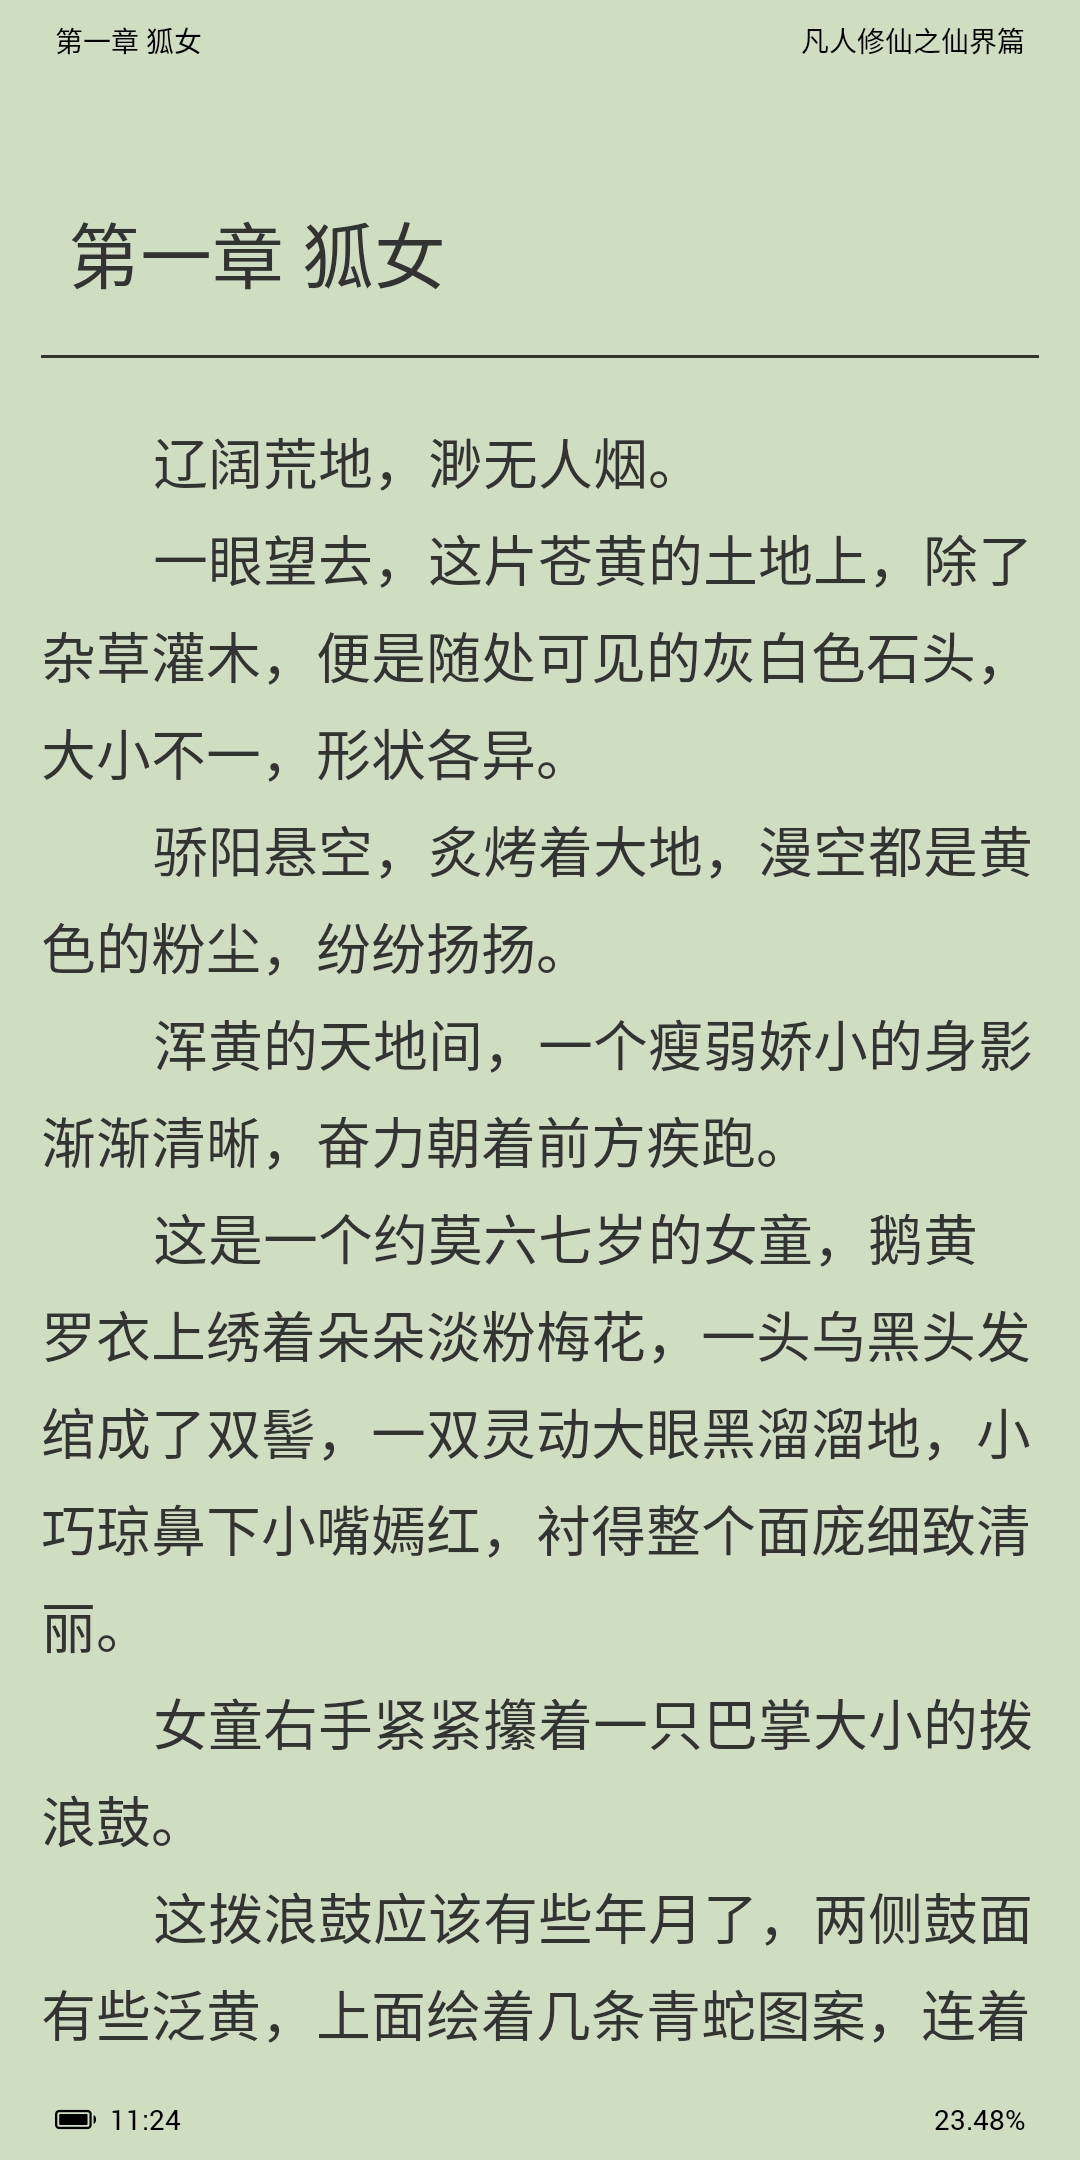 第一章 狐女
凡人修仙之仙界篇
第一章 狐女
辽阔荒地，渺无人烟。
一眼望去，这片苍黄的土地上，除了
杂草灌木，便是随处可见的灰白色石头，
大小不一，形状各异。
骄阳悬空，炙烤着大地，漫空都是黄
色的粉尘，纷纷扬扬。
浑黄的天地间，一个瘦弱娇小的身影
渐渐清晰，奋力朝着前方疾跑。
这是一个约莫六七岁的女童，鹅黄
罗衣上绣着朵朵淡粉梅花，一头乌黑头发
绾成了双髻，一双灵动大眼黑溜溜地，小
巧琼鼻下小嘴嫣红，衬得整个面庞细致清
丽。
女童右手紧紧攥着一只巴掌大小的拨
浪鼓。
这拨浪鼓应该有些年月了，两侧鼓面
有些泛黄，上面绘着几条青蛇图案，连着
11:24
23.48%